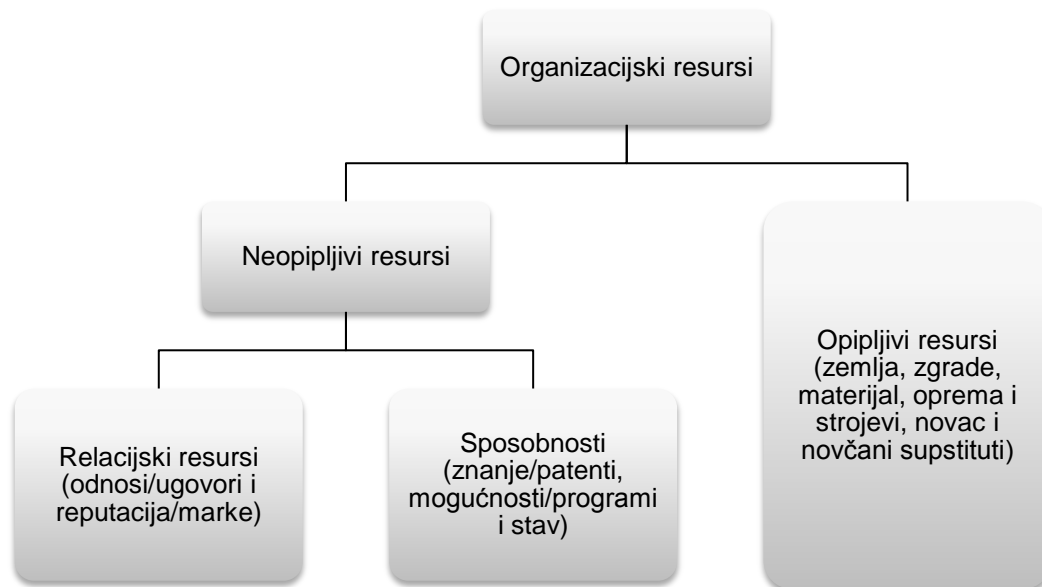 Organizacijski resursi
Neopipljivi resursi
Opipljivi resursi
(zemlja, zgrade,
materijal, oprema i
strojevi, novac i
novčani supstituti)
Relacijski resursi
(odnosi/ugovori i
reputacija/marke)
Sposobnosti
(znanje/patenti,
mogućnosti/programi
i stav)